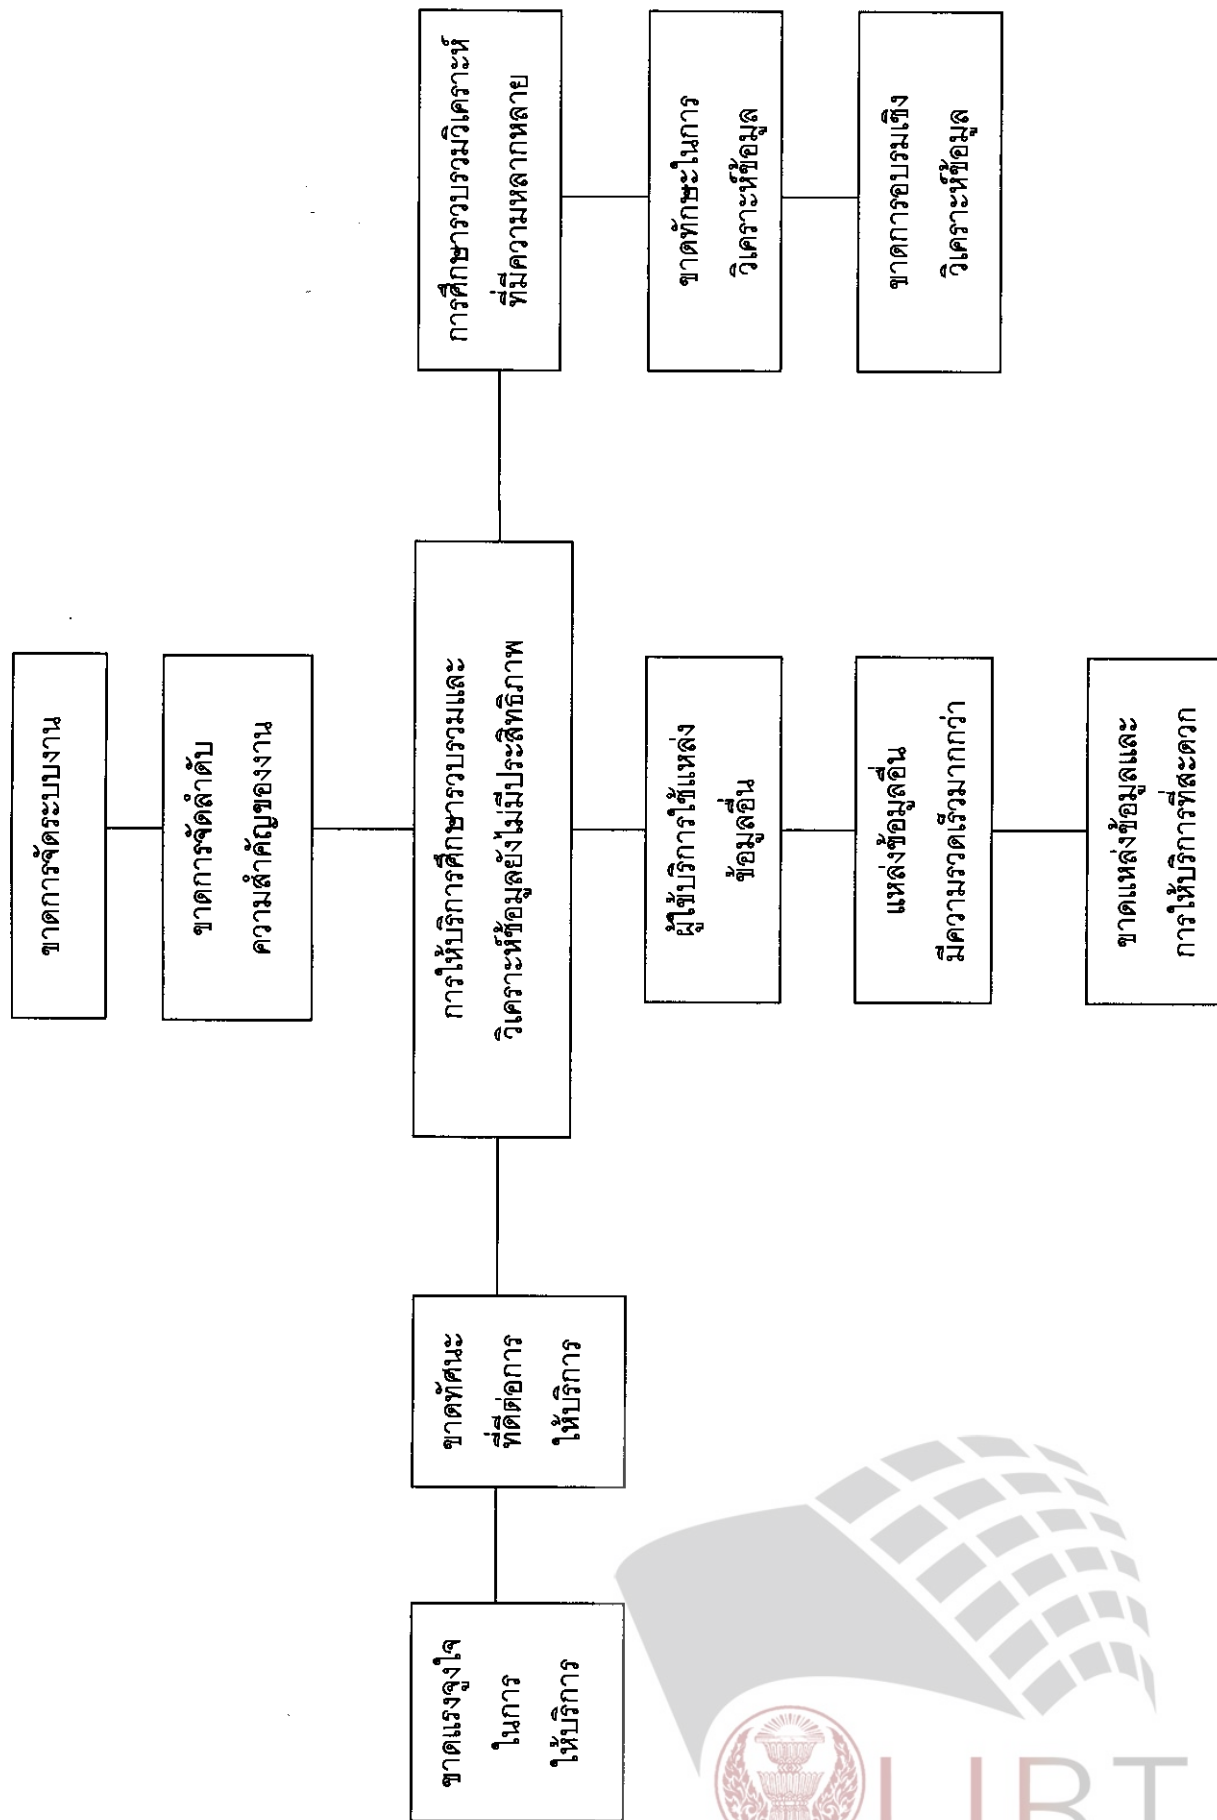 ขาดการจัดระบบงาน
ขาดการจัดลำดับ
ความสำคัญของงาน
ขาดแรงจูงใจ
ในการ
ให้บริการ
ขาดทัศนะ
ที่ดีต่อการ
ให้บริการ
การให้บริการศึกษารวบรวมและ
วิเคราะห์ข้อมูลยังไม่มีประสิทธิภาพ
การศึกษารวบรวมวิเคราะห์
ที่มีความหลากหลาย
ผู้ใช้บริการใช้แหล่ง
ข้อมูลอื่น
ขาดทักษะในการ
วิเคราะห์ข้อมูล
แหล่งข้อมูลอื่น
มีความรวดเร็วมากกว่า
ขาดการอบรมเชิง
วิเคราะห์ข้อมูล
ขาดแหล่งข้อมูลและ
การให้บริการที่สะดวก